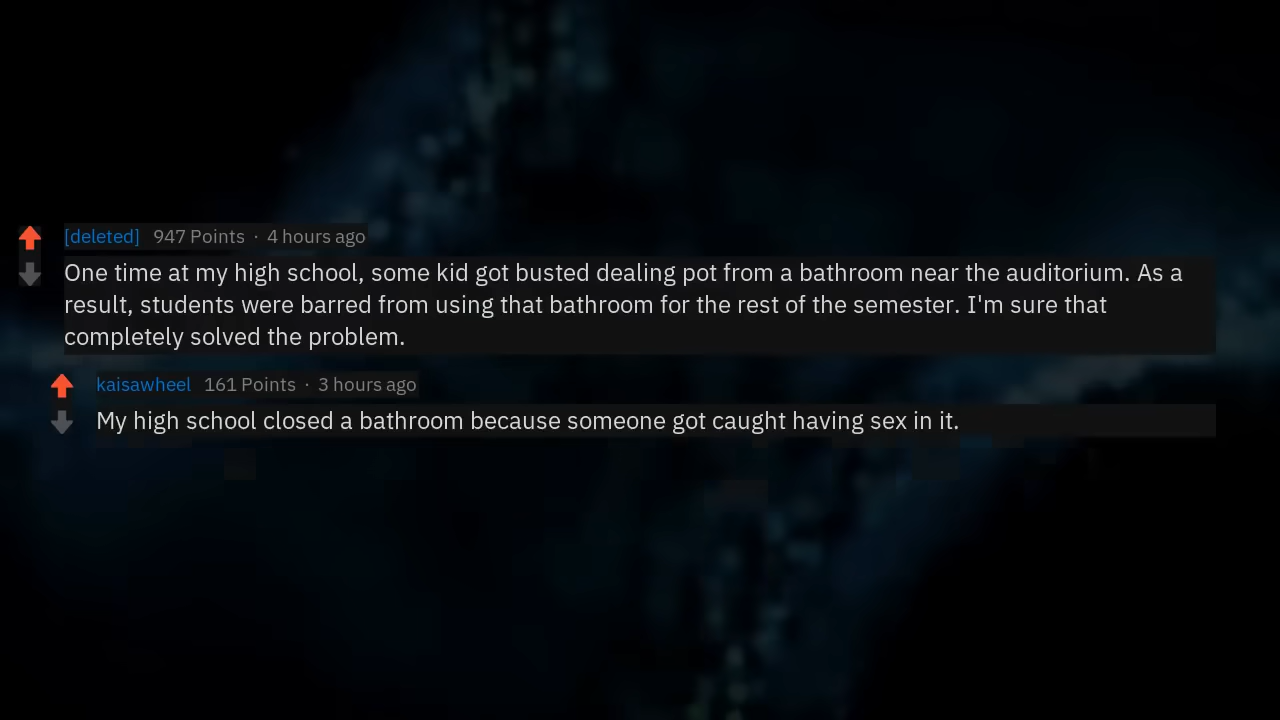 [deleted] 947 Points · 4 hours ago
One time at my high school, some kid got busted dealing pot from a bathroom near the auditorium. As a
result, students were barred from using that bathroom for the rest of the semester. I'm sure that
completely solved the problem.
kaisawheel 161 Points · 3 hours ago
My high school closed a bathroom because someone got caught having sex in it.